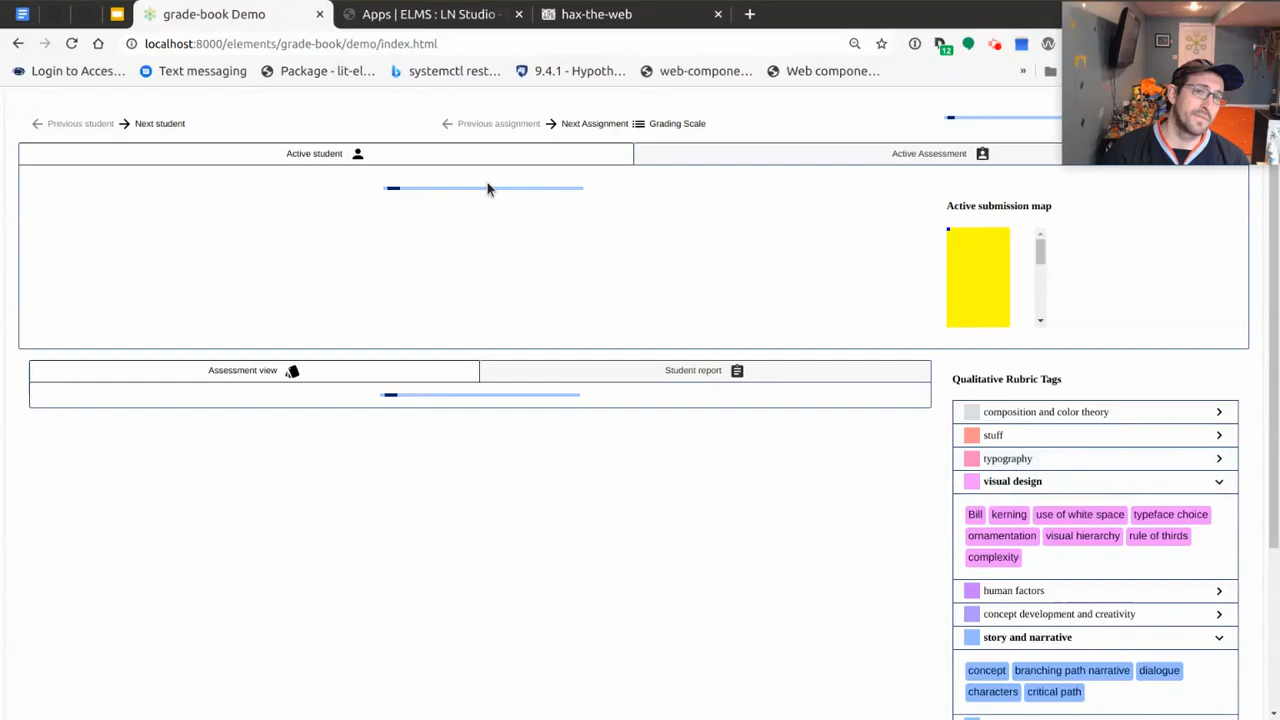 grade-book Demo
Apps | ELMS : LN Studio -
hax-the-web
localhost:8000/elements/grade-book/demo/index.html
12
Login to Acces...
Text messaging
Package - lit-el...
systemctl rest...
9.4.1 - Hypoth...
web-compone...
Web compone...
»
Previous student
Next student
Previous assignment
Next Assignment
Grading Scale
Active student
Active Assessment
Active submission map
Assessment view
Student report
Qualitative Rubric Tags
composition and color theory
stuff
typography
visual design
Bill kerning use of white space typeface choice
ornamentation visual hierarchy rule of thirds
complexity
human factors
concept development and creativity
story and narrative
concept branching path narrative dialogue
characters critical path